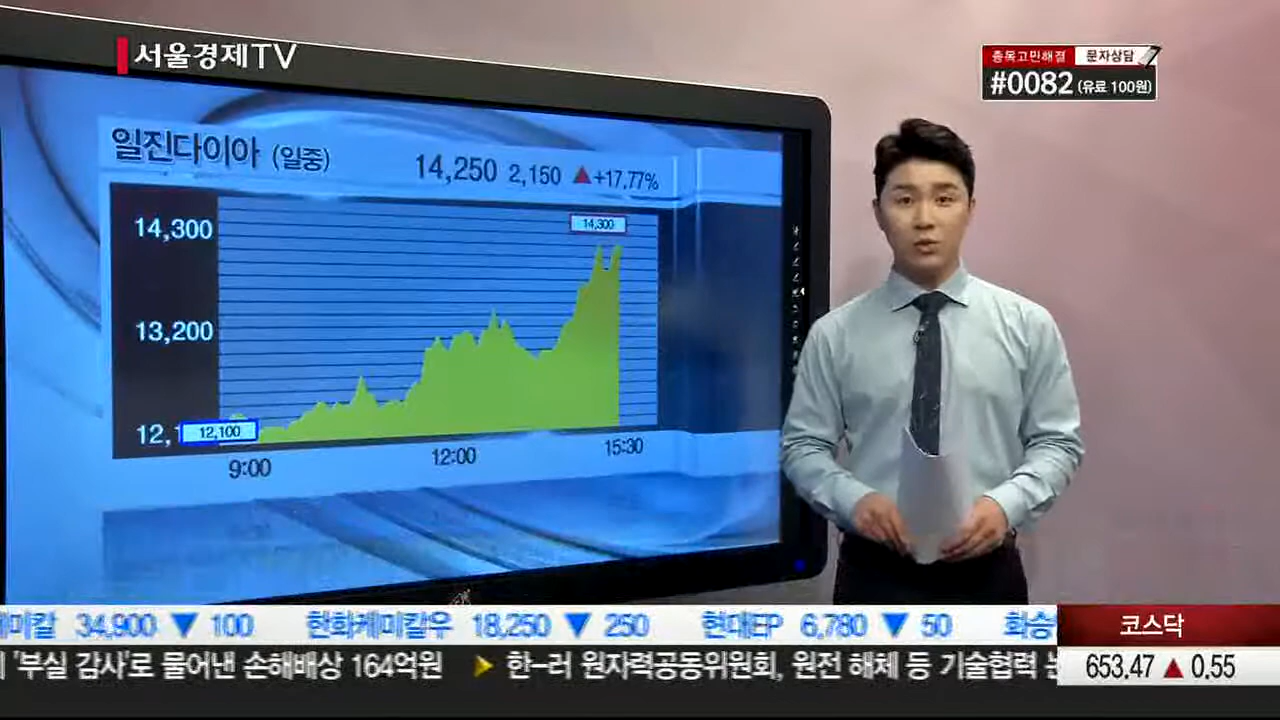 서울경제TV
종목고민해결 문자상담
#0082 (유료 100원)
일진다이아 (일중) 14,250 2,150 ▲+17.77%
14,300
14,300
13,200
12,100
9:00 12:00 15:30
34,900 ▼ 100 한화케미칼우 18,250 ▼ 250 현대EP 6,780 ▼ 50
코스닥
'부실 감사'로 물어낸 손해배상 164억원 ▶ 한-러 원자력공동위원회, 원전 해체 등 기술협력
653.47 ▲ 0.55